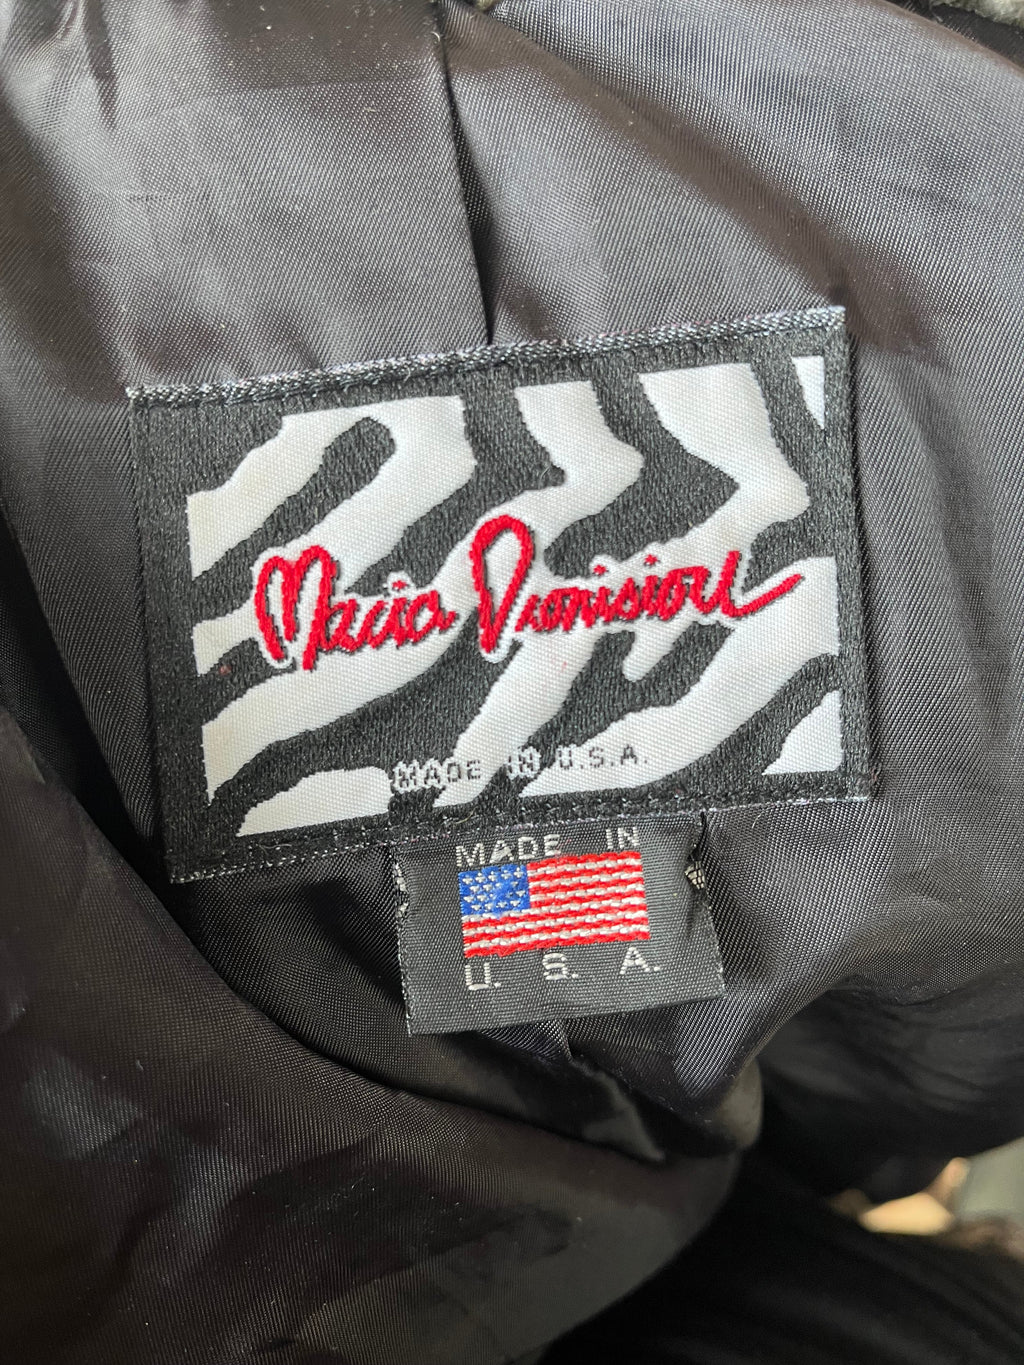 Maria Dionisiou
MADE IN U.S.A.
MADE IN
U. S. A.